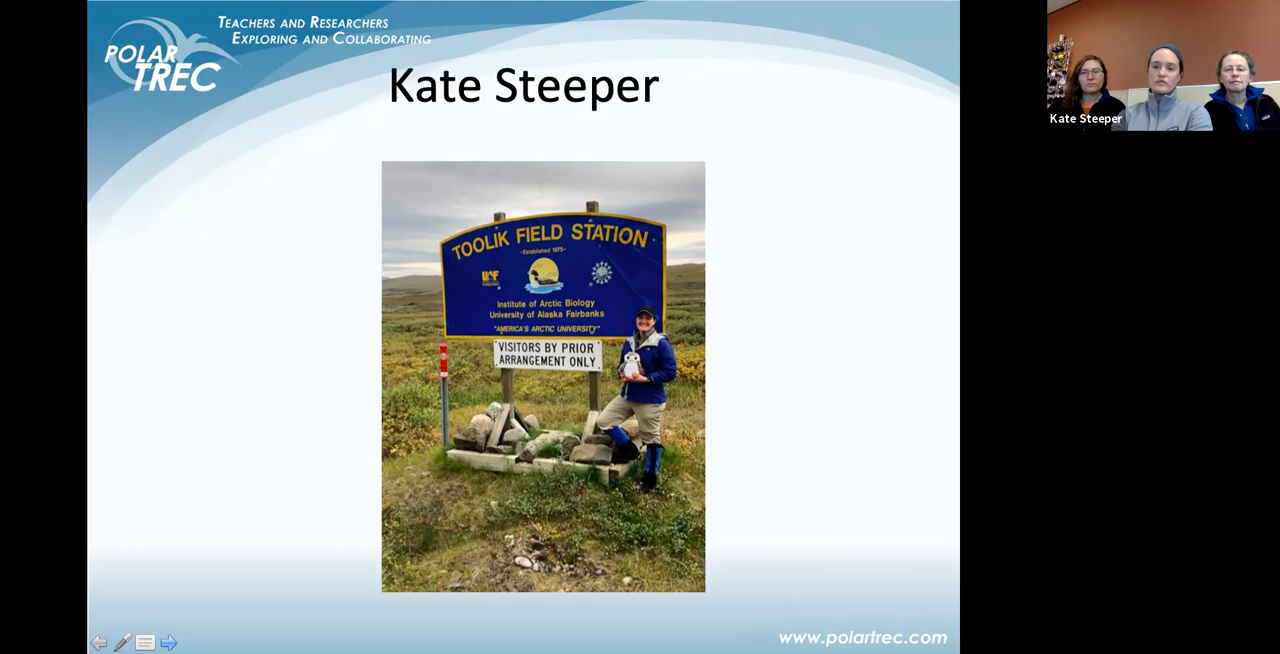 TEACHERS AND RESEARCHERS
EXPLORING AND COLLABORATING
POLAR
TREC
Kate Steeper
Kate Steeper
TOOLIK FIELD STATION
-Established 1975-
UAF
Institute of Arctic Biology
University of Alaska Fairbanks
"AMERICA'S ARCTIC UNIVERSITY"
VISITORS BY PRIOR
ARRANGEMENT ONLY
www.polartrec.com